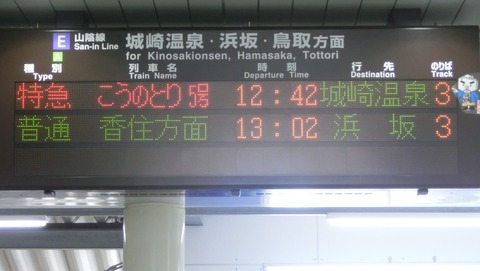 E 山陰線 城崎温泉・浜坂・鳥取方面
A San-in Line for Kinosakionsen, Hamasaka, Tottori
種別 列車名 時刻 行先 のりば
Type Train Name Departure Time Destination Track
特急 こうのとり 5号 12:42 城崎温泉 3
普通 香住方面 13:02 浜坂 3